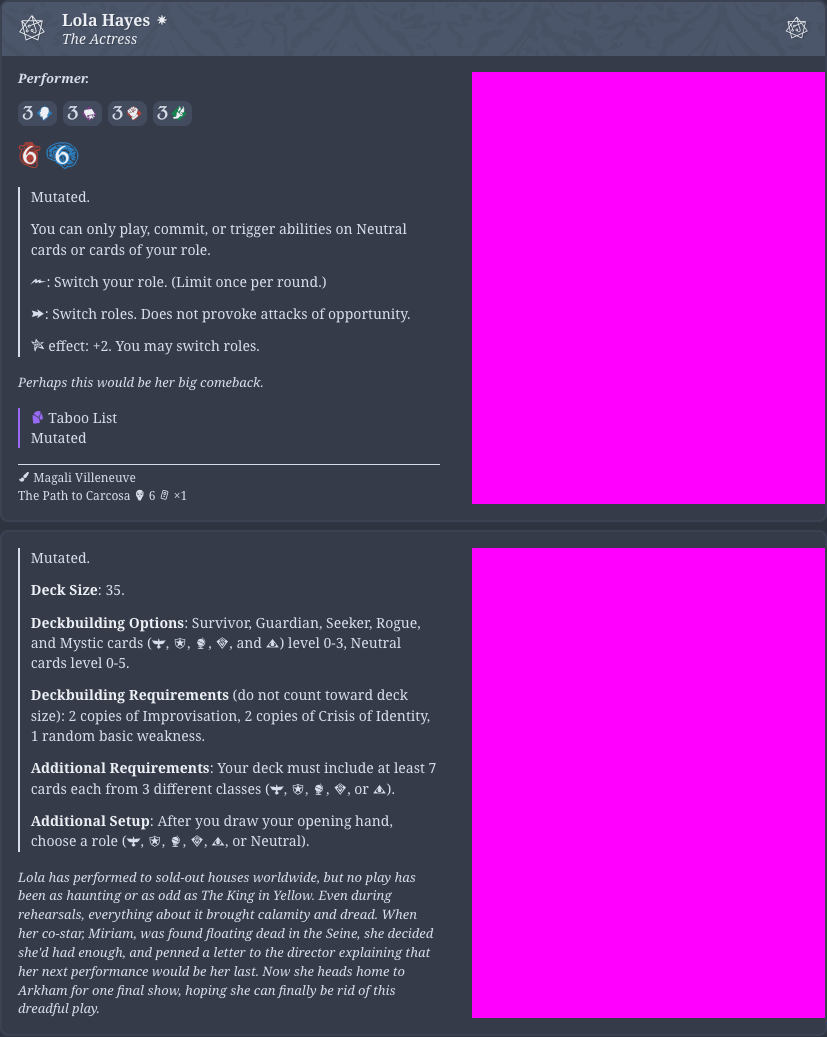 Lola Hayes
The Actress
Performer.
3 3 3 3
6 6
Mutated.
You can only play, commit, or trigger abilities on Neutral
cards or cards of your role.
: Switch your role. (Limit once per round.)
: Switch roles. Does not provoke attacks of opportunity.
effect: +2. You may switch roles.
Perhaps this would be her big comeback.
Taboo List
Mutated
Magali Villeneuve
The Path to Carcosa 6 ×1
Mutated.
Deck Size: 35.
Deckbuilding Options: Survivor, Guardian, Seeker, Rogue,
and Mystic cards ( , , , , and ) level 0-3, Neutral
cards level 0-5.
Deckbuilding Requirements (do not count toward deck
size): 2 copies of Improvisation, 2 copies of Crisis of Identity,
1 random basic weakness.
Additional Requirements: Your deck must include at least 7
cards each from 3 different classes ( , , , , or ).
Additional Setup: After you draw your opening hand,
choose a role ( , , , , , or Neutral).
Lola has performed to sold-out houses worldwide, but no play has
been as haunting or as odd as The King in Yellow. Even during
rehearsals, everything about it brought calamity and dread. When
her co-star, Miriam, was found floating dead in the Seine, she decided
she'd had enough, and penned a letter to the director explaining that
her next performance would be her last. Now she heads home to
Arkham for one final show, hoping she can finally be rid of this
dreadful play.